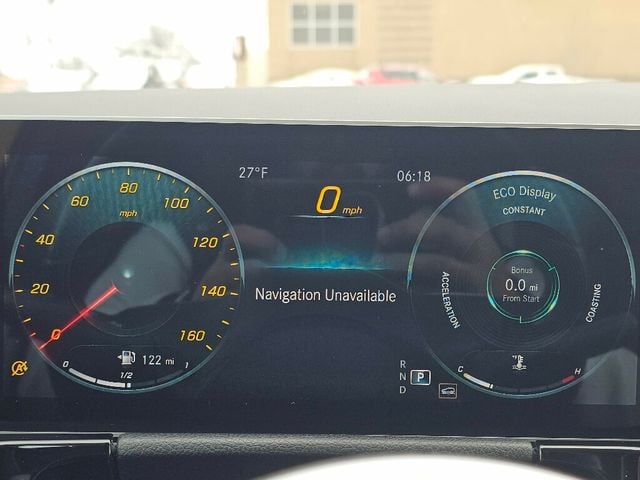 27°F
06:18
0 mph
Navigation Unavailable
0
20
40
60
80
100
120
140
160
mph
122 mi
0
1/2
1
ECO Display
CONSTANT
ACCELERATION
COASTING
Bonus
0.0 mi
From Start
C
H
R
N
P
D